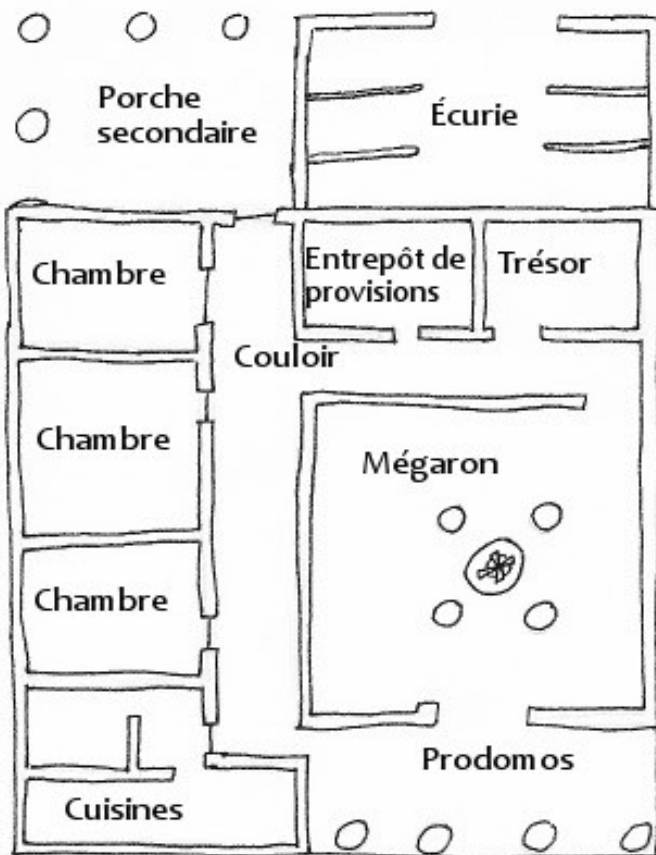 Porche
secondaire
Écurie
Chambre
Entrepôt de
provisions
Trésor
Couloir
Chambre
Mégaron
Chambre
Prodomos
Cuisines